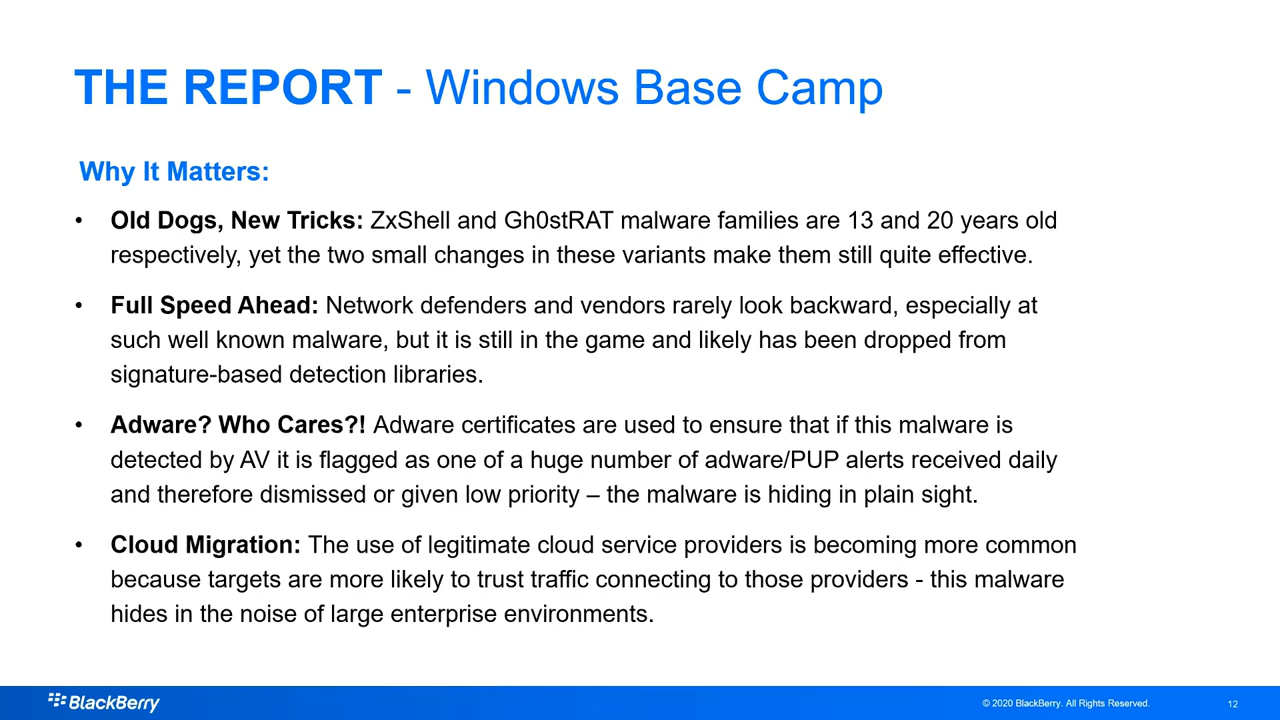 THE REPORT - Windows Base Camp
Why It Matters:
• Old Dogs, New Tricks: ZxShell and Gh0stRAT malware families are 13 and 20 years old
respectively, yet the two small changes in these variants make them still quite effective.
• Full Speed Ahead: Network defenders and vendors rarely look backward, especially at
such well known malware, but it is still in the game and likely has been dropped from
signature-based detection libraries.
• Adware? Who Cares?! Adware certificates are used to ensure that if this malware is
detected by AV it is flagged as one of a huge number of adware/PUP alerts received daily
and therefore dismissed or given low priority – the malware is hiding in plain sight.
• Cloud Migration: The use of legitimate cloud service providers is becoming more common
because targets are more likely to trust traffic connecting to those providers - this malware
hides in the noise of large enterprise environments.
BlackBerry
© 2020 BlackBerry. All Rights Reserved.
12